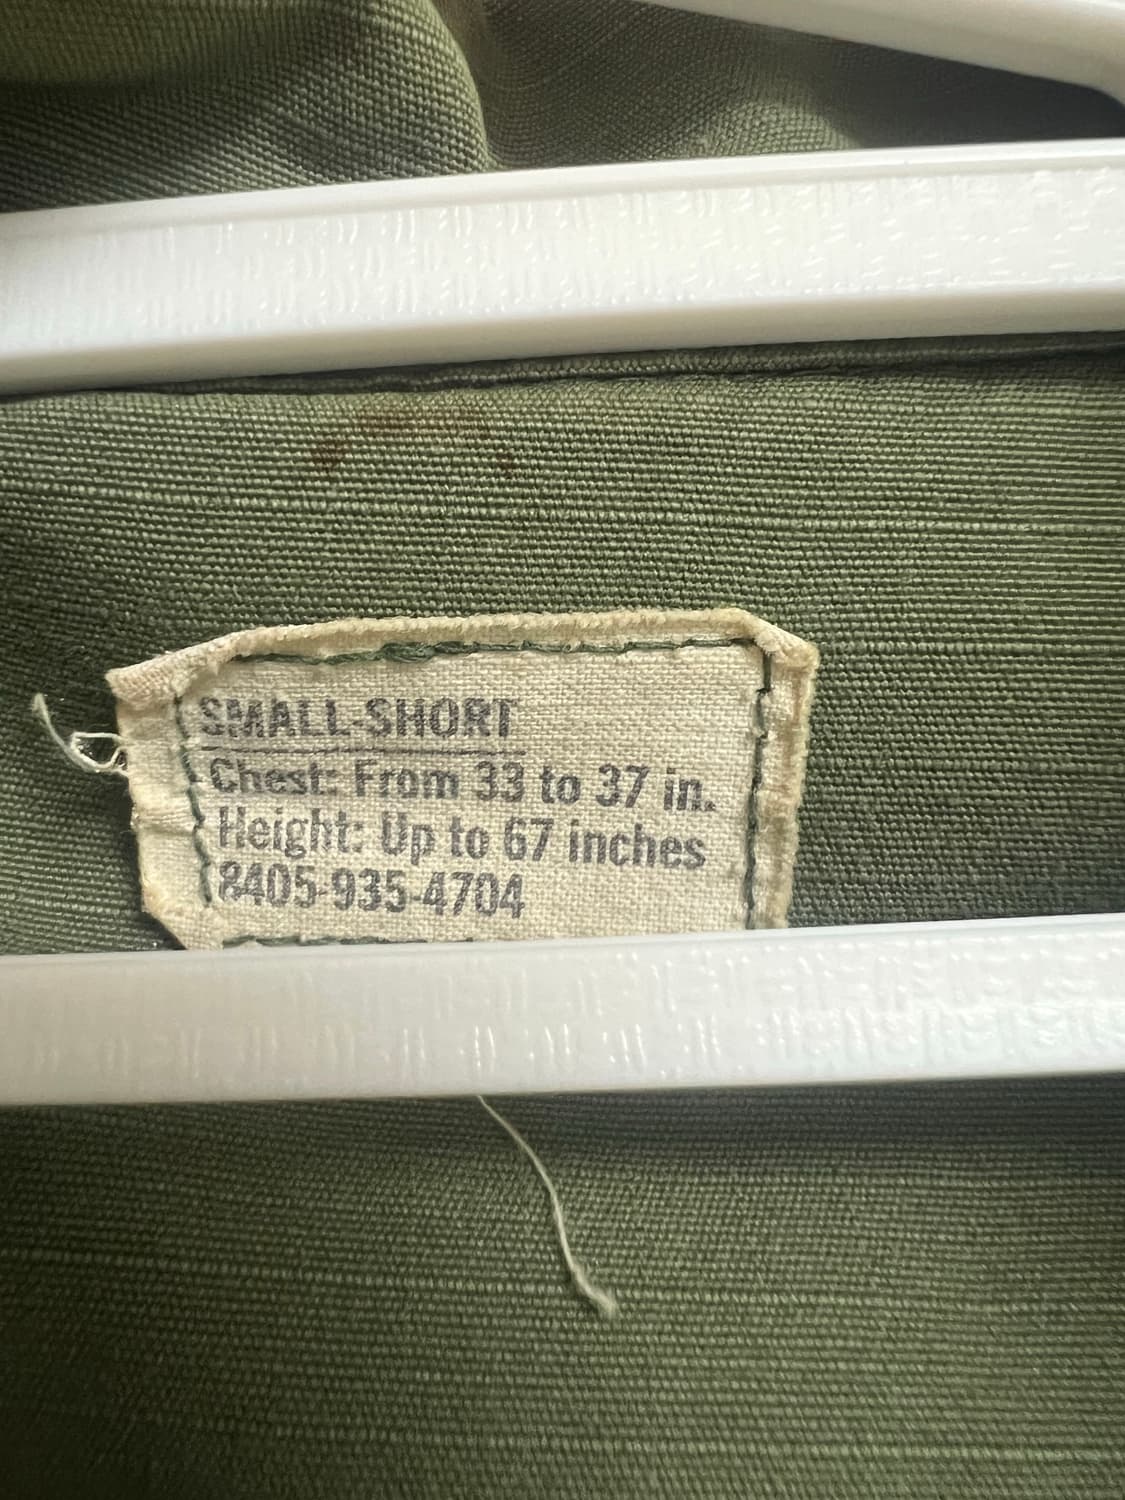 SMALL-SHORT
Chest: From 33 to 37 in.
Height: Up to 67 inches
8405-935-4704